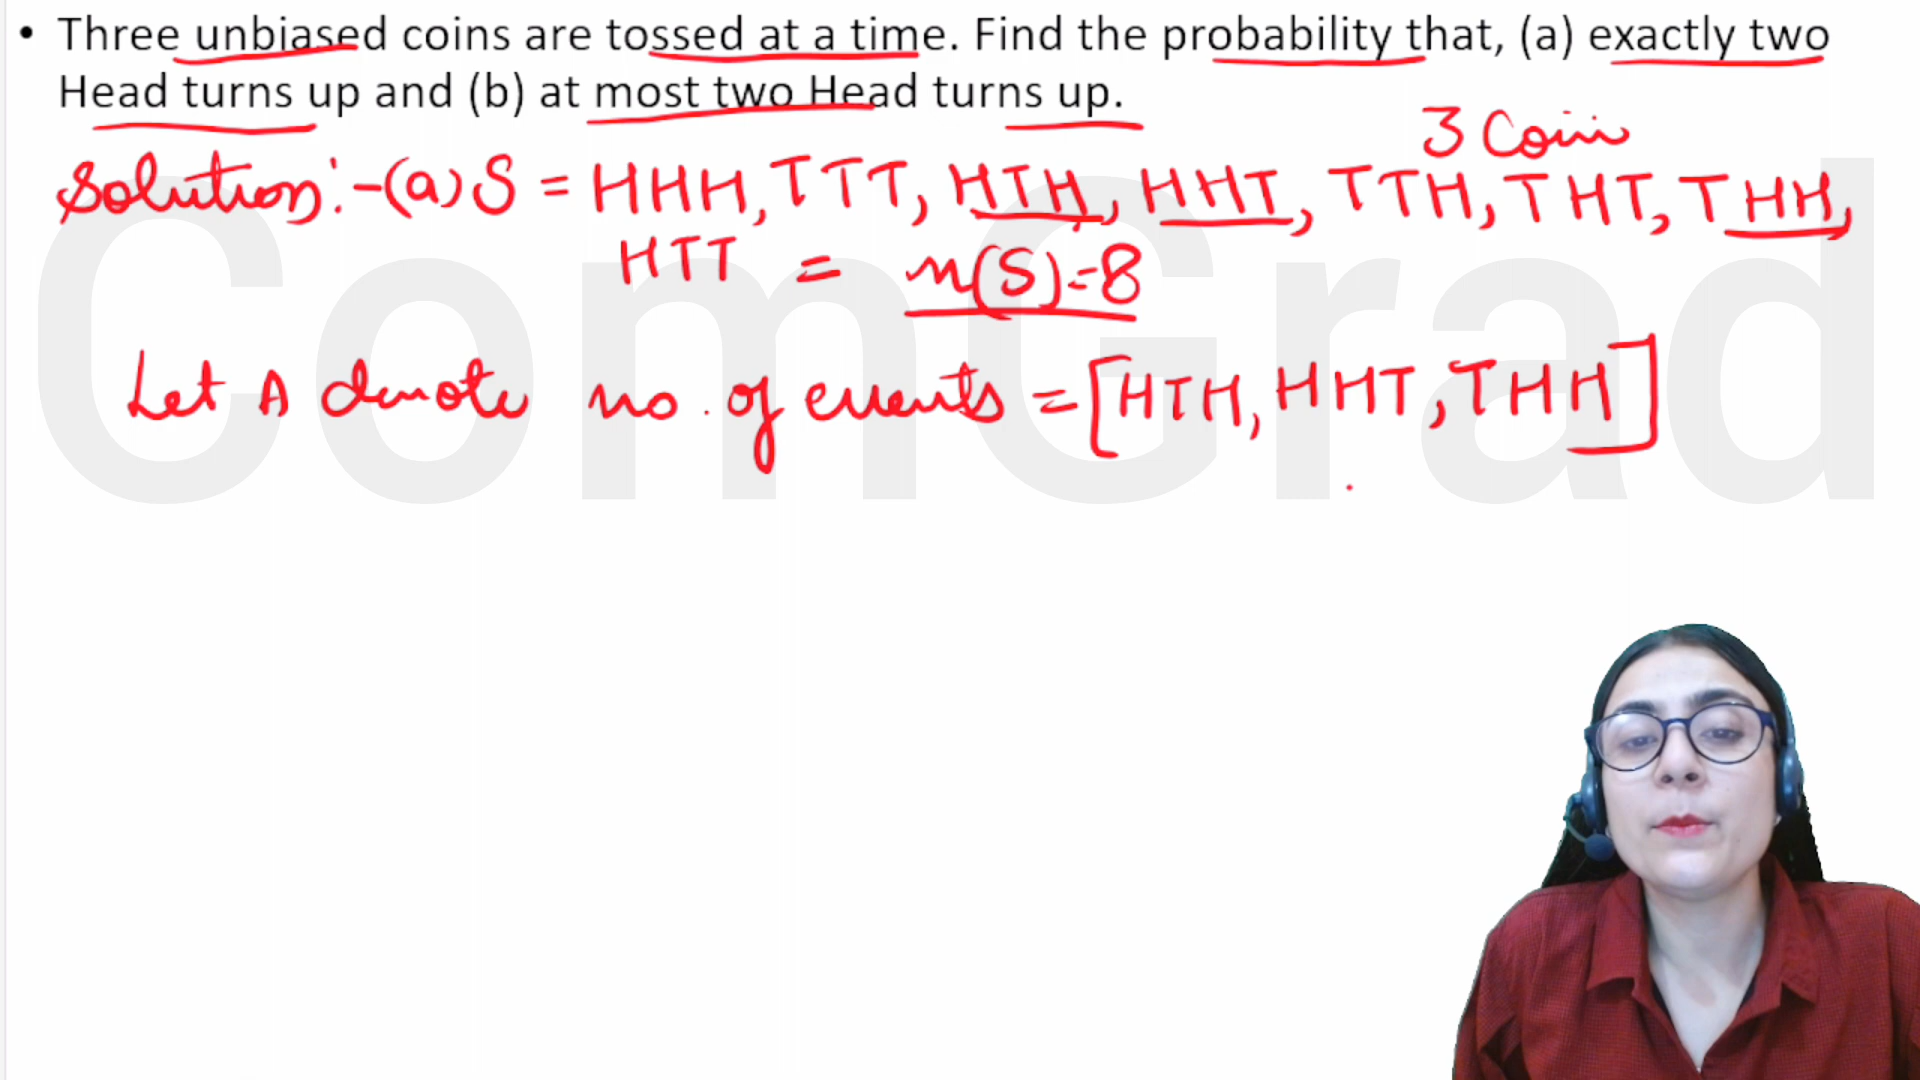 • Three unbiased coins are tossed at a time. Find the probability that, (a) exactly two
Head turns up and (b) at most two Head turns up.
3 Coin
Solution:-(a) S = HHH, TTT, HTH, HHT, TTH, THT, THH,
HTT = n(S)=8
Let A denote no. of events = [HTH, HHT, THH]
ComGrad